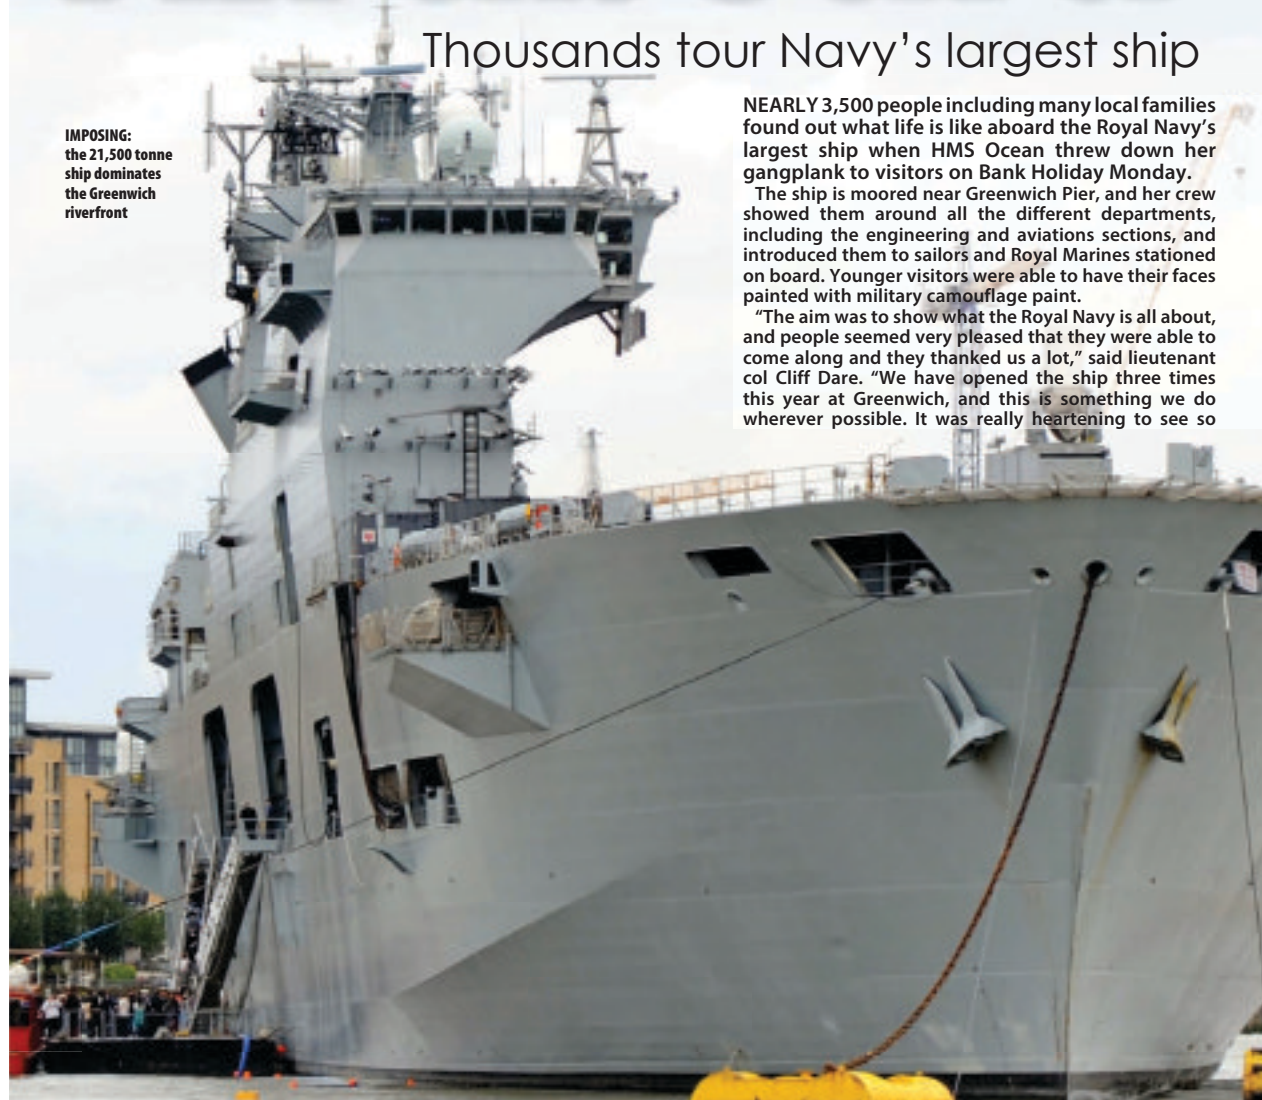 Thousands tour Navy’s largest ship
IMPOSING:
the 21,500 tonne
ship dominates
the Greenwich
riverfront
NEARLY 3,500 people including many local families
found out what life is like aboard the Royal Navy’s
largest ship when HMS Ocean threw down her
gangplank to visitors on Bank Holiday Monday.
The ship is moored near Greenwich Pier, and her crew
showed them around all the different departments,
including the engineering and aviations sections, and
introduced them to sailors and Royal Marines stationed
on board. Younger visitors were able to have their faces
painted with military camouflage paint.
“The aim was to show what the Royal Navy is all about,
and people seemed very pleased that they were able to
come along and they thanked us a lot,” said lieutenant
col Cliff Dare. “We have opened the ship three times
this year at Greenwich, and this is something we do
wherever possible. It was really heartening to see so